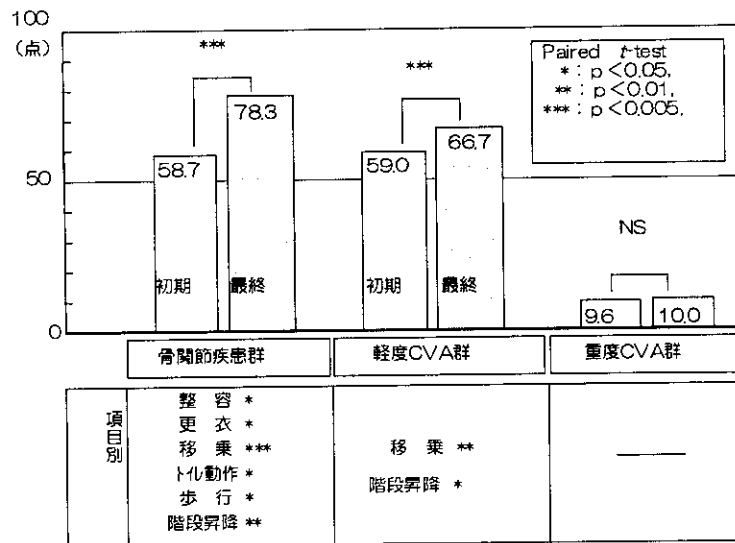 100
(点)
***
***
Paired t-test
* : p<0.05,
** : p<0.01,
*** : p<0.005,
78.3
58.7
59.0
66.7
50
NS
初期
最終
初期
最終
9.6
10.0
0
骨関節疾患群
軽度CVA群
重度CVA群
項目別
整 容 *
更 衣 *
移 乗 ***
トイレ動作 *
歩 行 *
階段昇降 **
移 乗 **
階段昇降 *